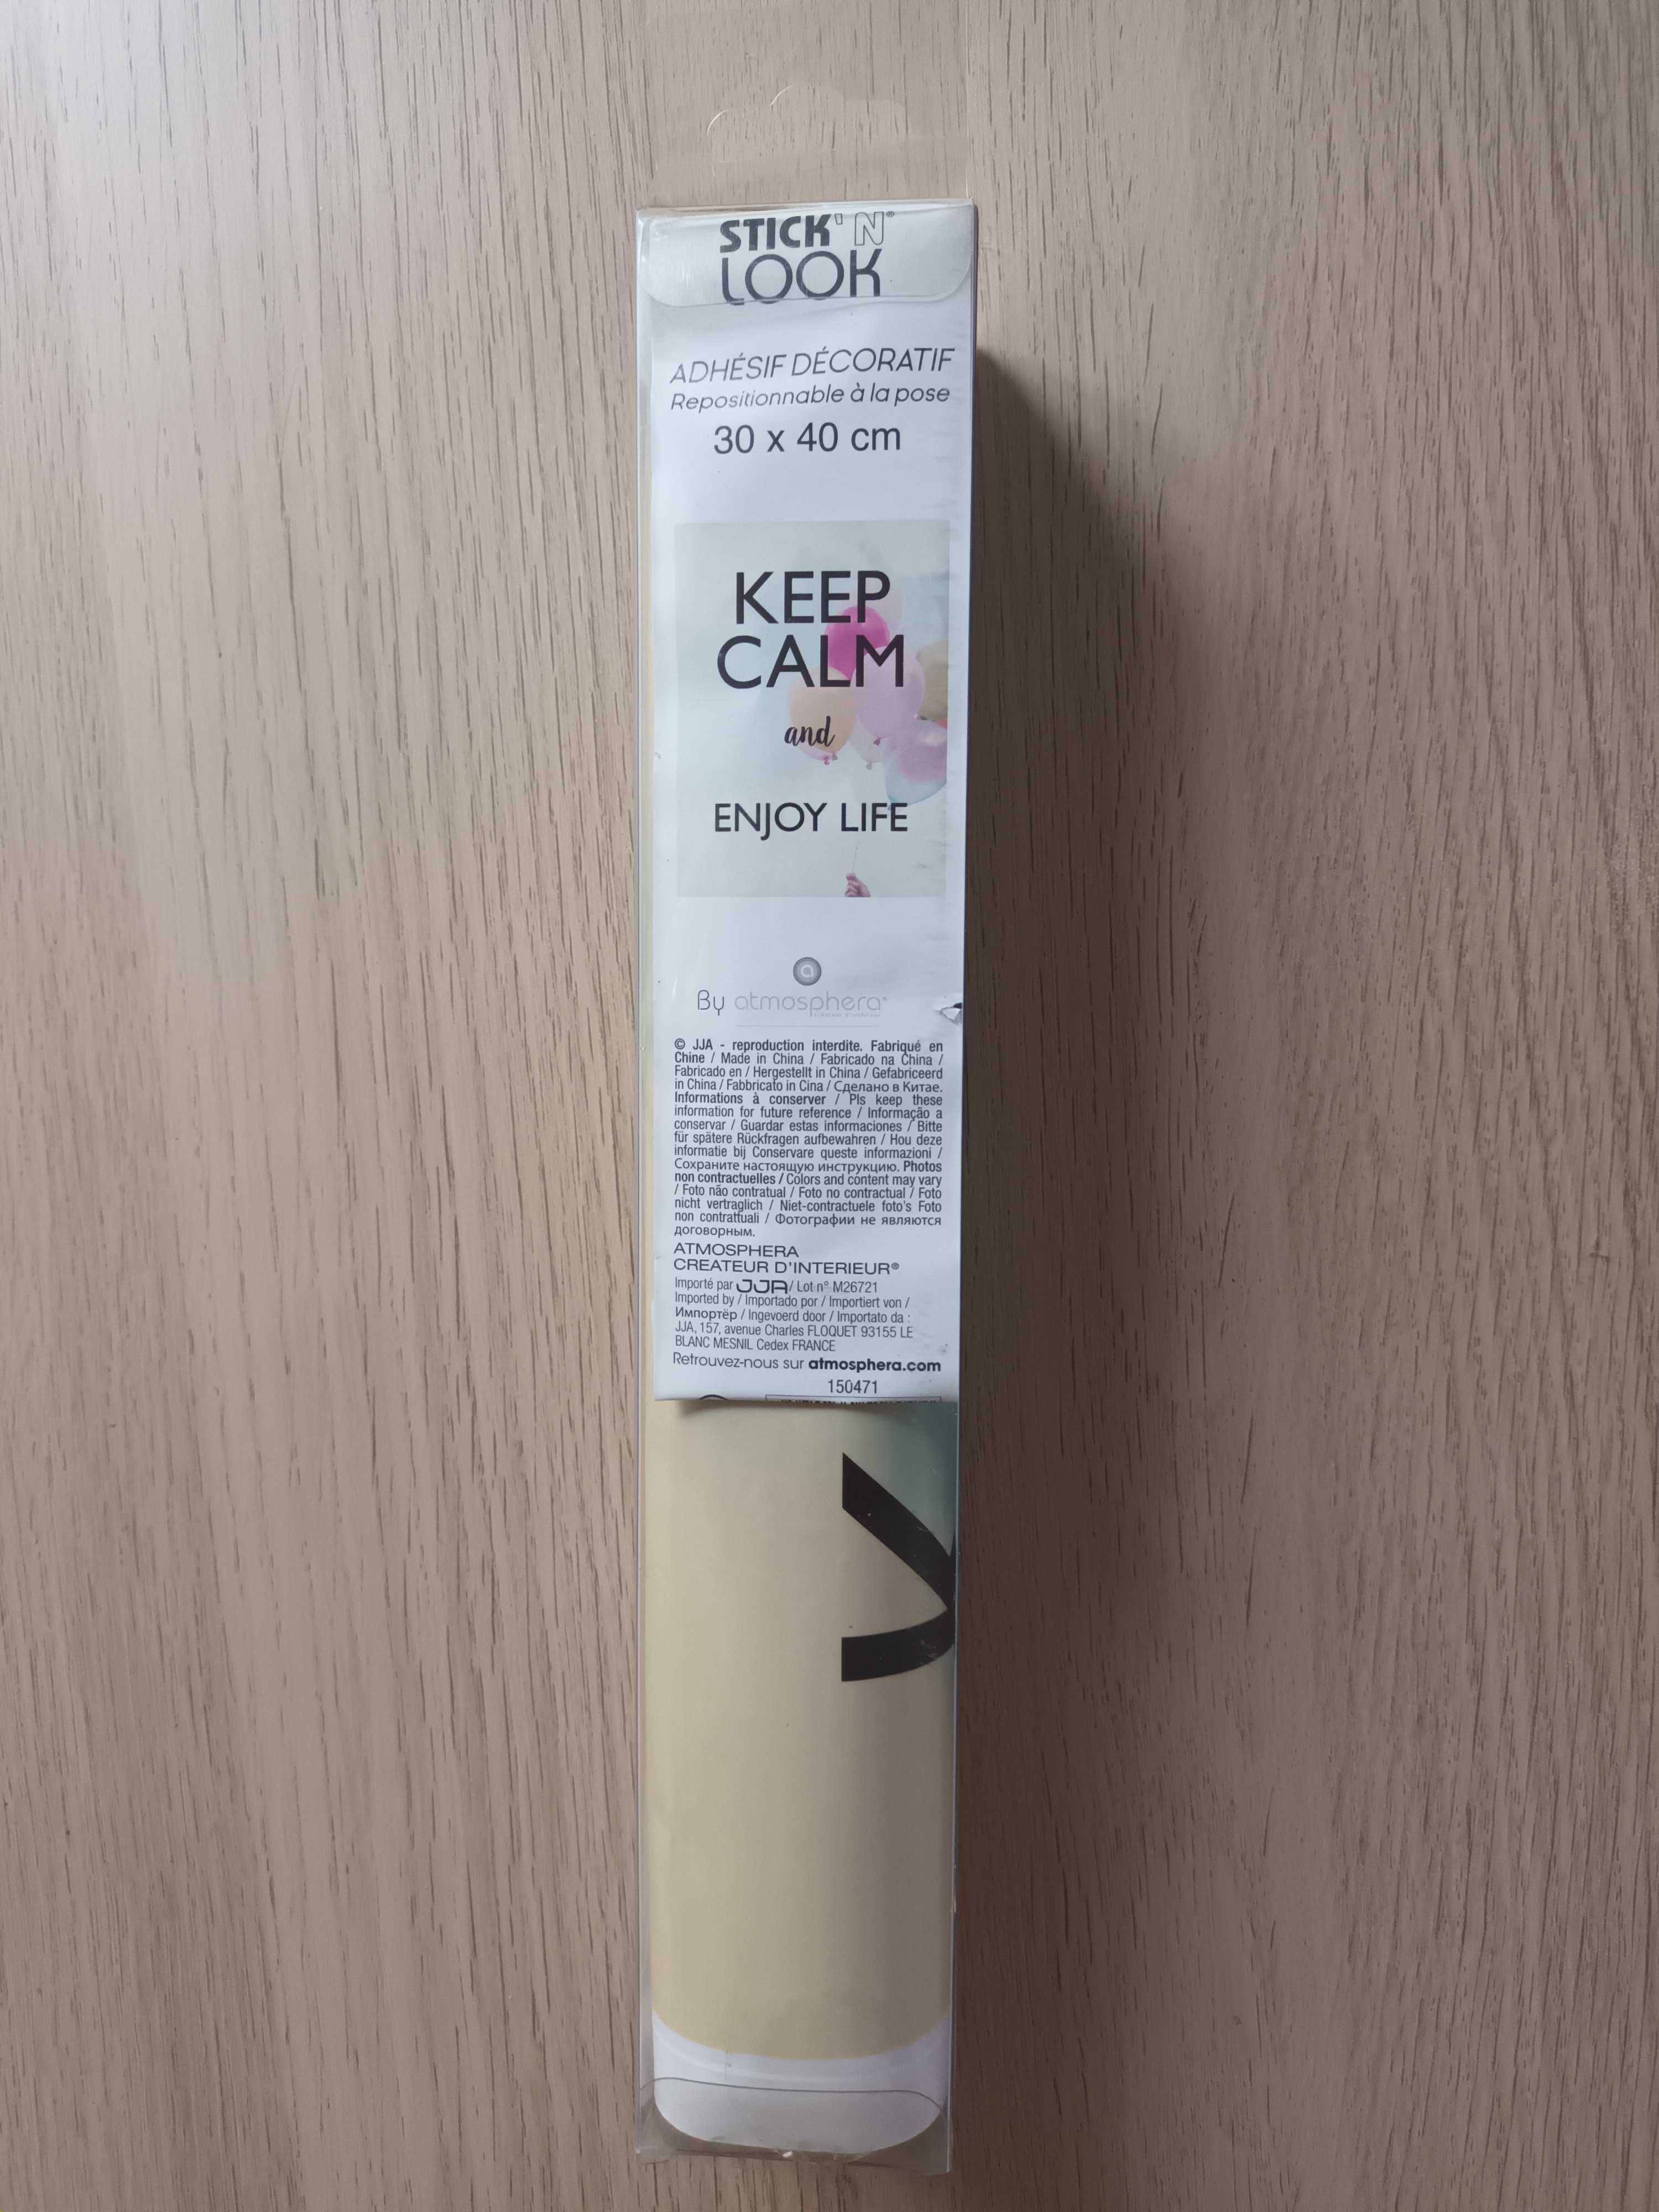 STICK'N®
LOOK
ADHÉSIF DÉCORATIF
Repositionnable à la pose
30 x 40 cm
KEEP
CALM
and
ENJOY LIFE
a
By atmosphera®
© JJA - reproduction interdite. Fabriqué en
Chine / Made in China / Fabricado na China /
Fabricado en / Hergestellt in China / Gefabriceerd
in China / Fabbricato in Cina / Сделано в Китае.
Informations à conserver / Pls keep these
information for future reference / Informação a
conservar / Guardar estas informaciones / Bitte
für spätere Rückfragen aufbewahren / Hou deze
informatie bij Conservare queste informazioni /
Сохраните настоящую инструкцию. Photos
non contractuelles / Colors and content may vary
/ Foto não contratual / Foto no contractual / Foto
nicht vertraglich / Niet-contractuele foto's Foto
non contrattuali / Фотографии не являются
договорным.
ATMOSPHERA
CREATEUR D'INTERIEUR®
Importé par JJA / Lot n° M26721
Imported by / Importado por / Importiert von /
Импортёр / Ingevoerd door / Importato da :
JJA, 157, avenue Charles FLOQUET 93155 LE
BLANC MESNIL Cedex FRANCE
Retrouvez-nous sur atmosphera.com
150471